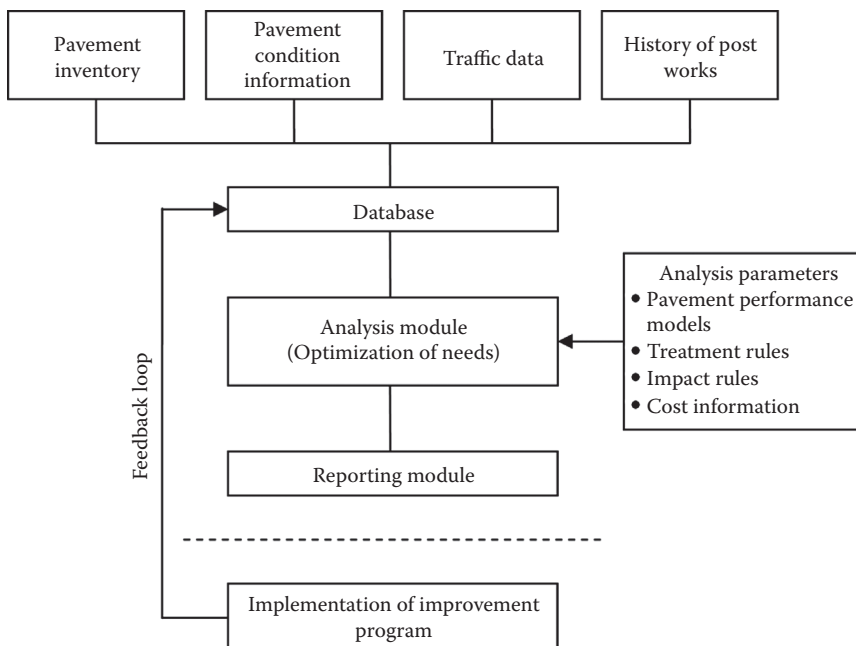 Pavement
inventory
Pavement
condition
information
Traffic data
History of post
works
Database
Analysis module
(Optimization of needs)
Analysis parameters
• Pavement performance
models
• Treatment rules
• Impact rules
• Cost information
Reporting module
Feedback loop
Implementation of improvement
program